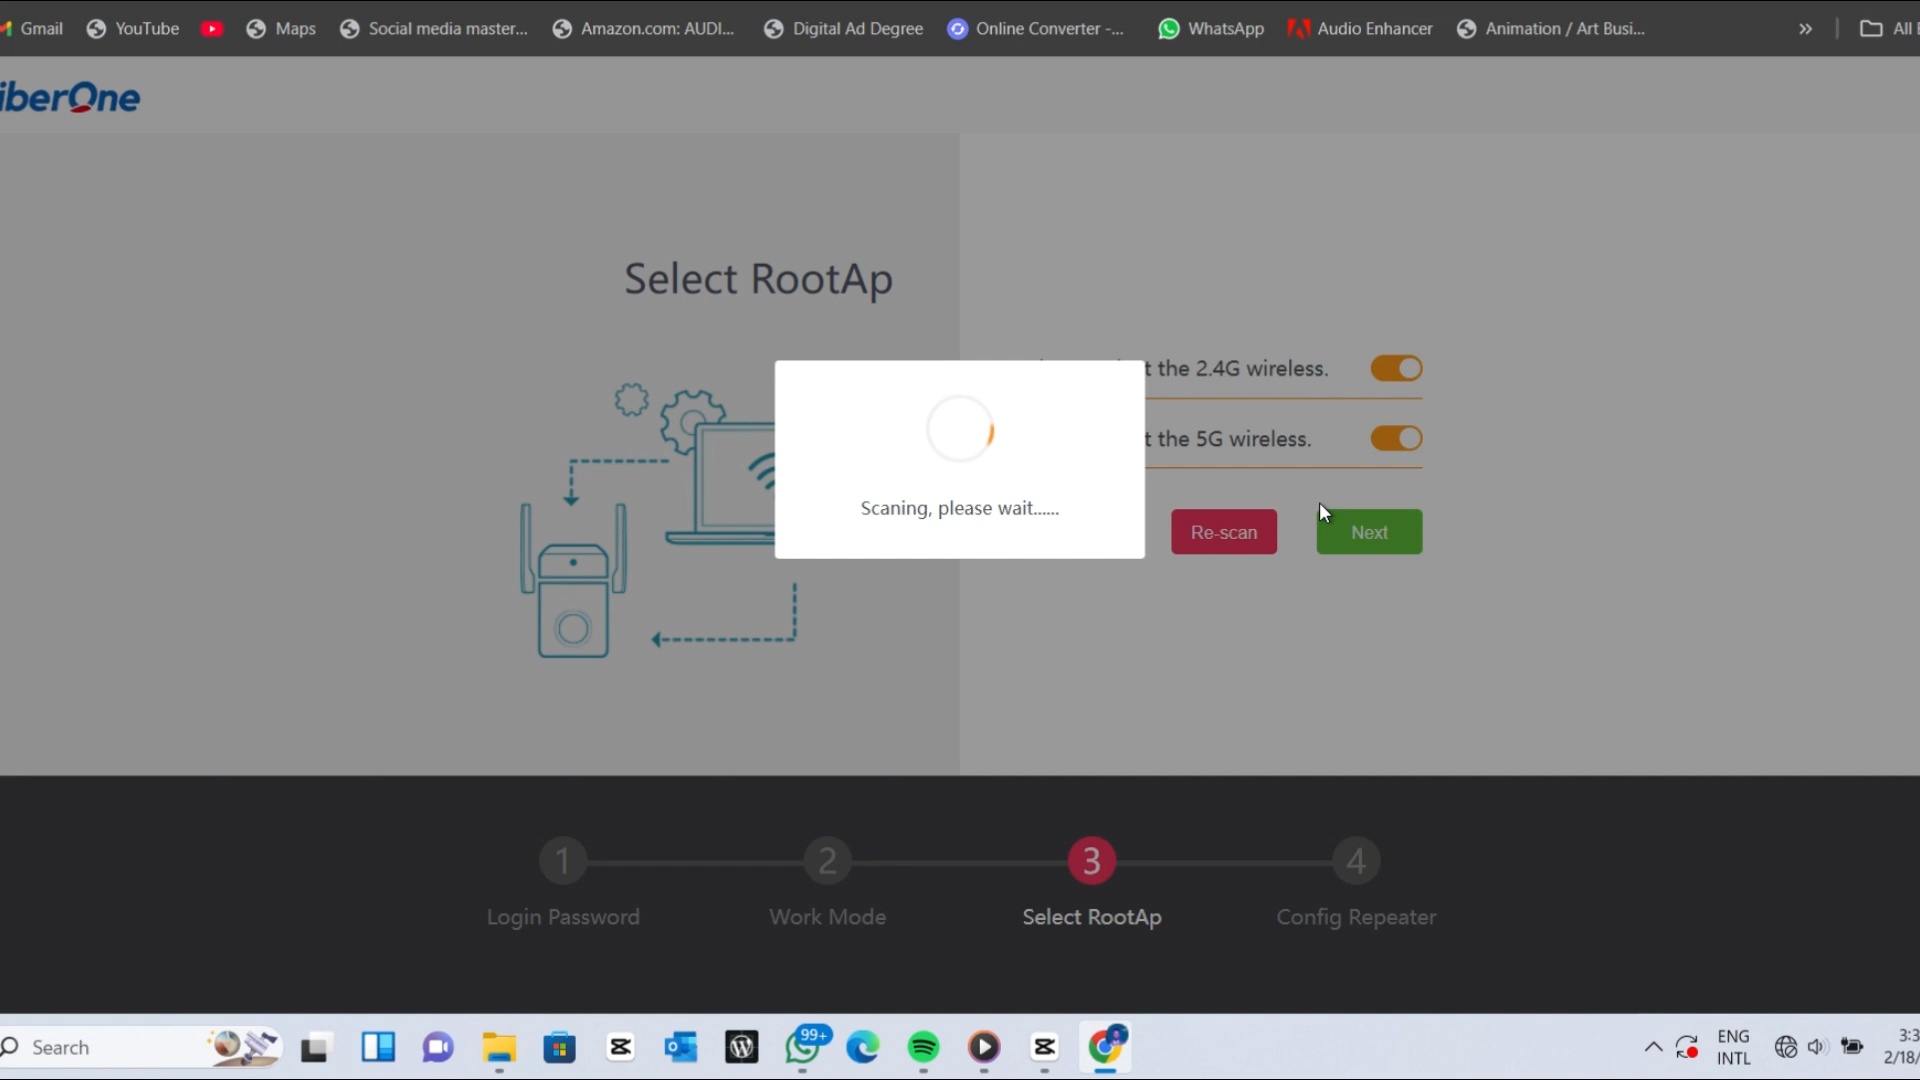 Gmail YouTube Maps Social media master... Amazon.com: AUDI... Digital Ad Degree Online Converter -... WhatsApp Audio Enhancer Animation / Art Busi... » All
iberOne
Select RootAp
t the 2.4G wireless.
t the 5G wireless.
Scaning, please wait......
Re-scan Next
1 2 3 4
Login Password Work Mode Select RootAp Config Repeater
Search 99+ ENG 3:3
INTL 2/18/